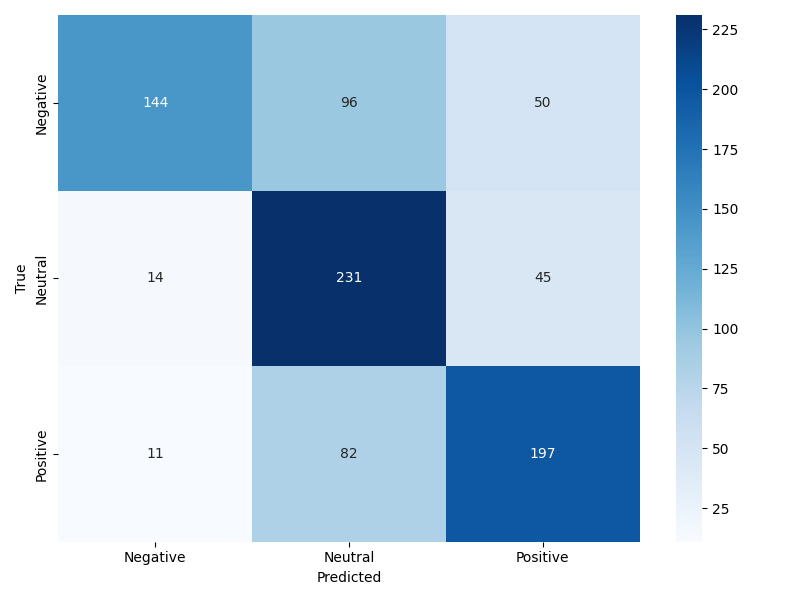 Negative 144 96 50
Neutral 14 231 45
Positive 11 82 197
True
Negative Neutral Positive
Predicted
225
200
175
150
125
100
75
50
25